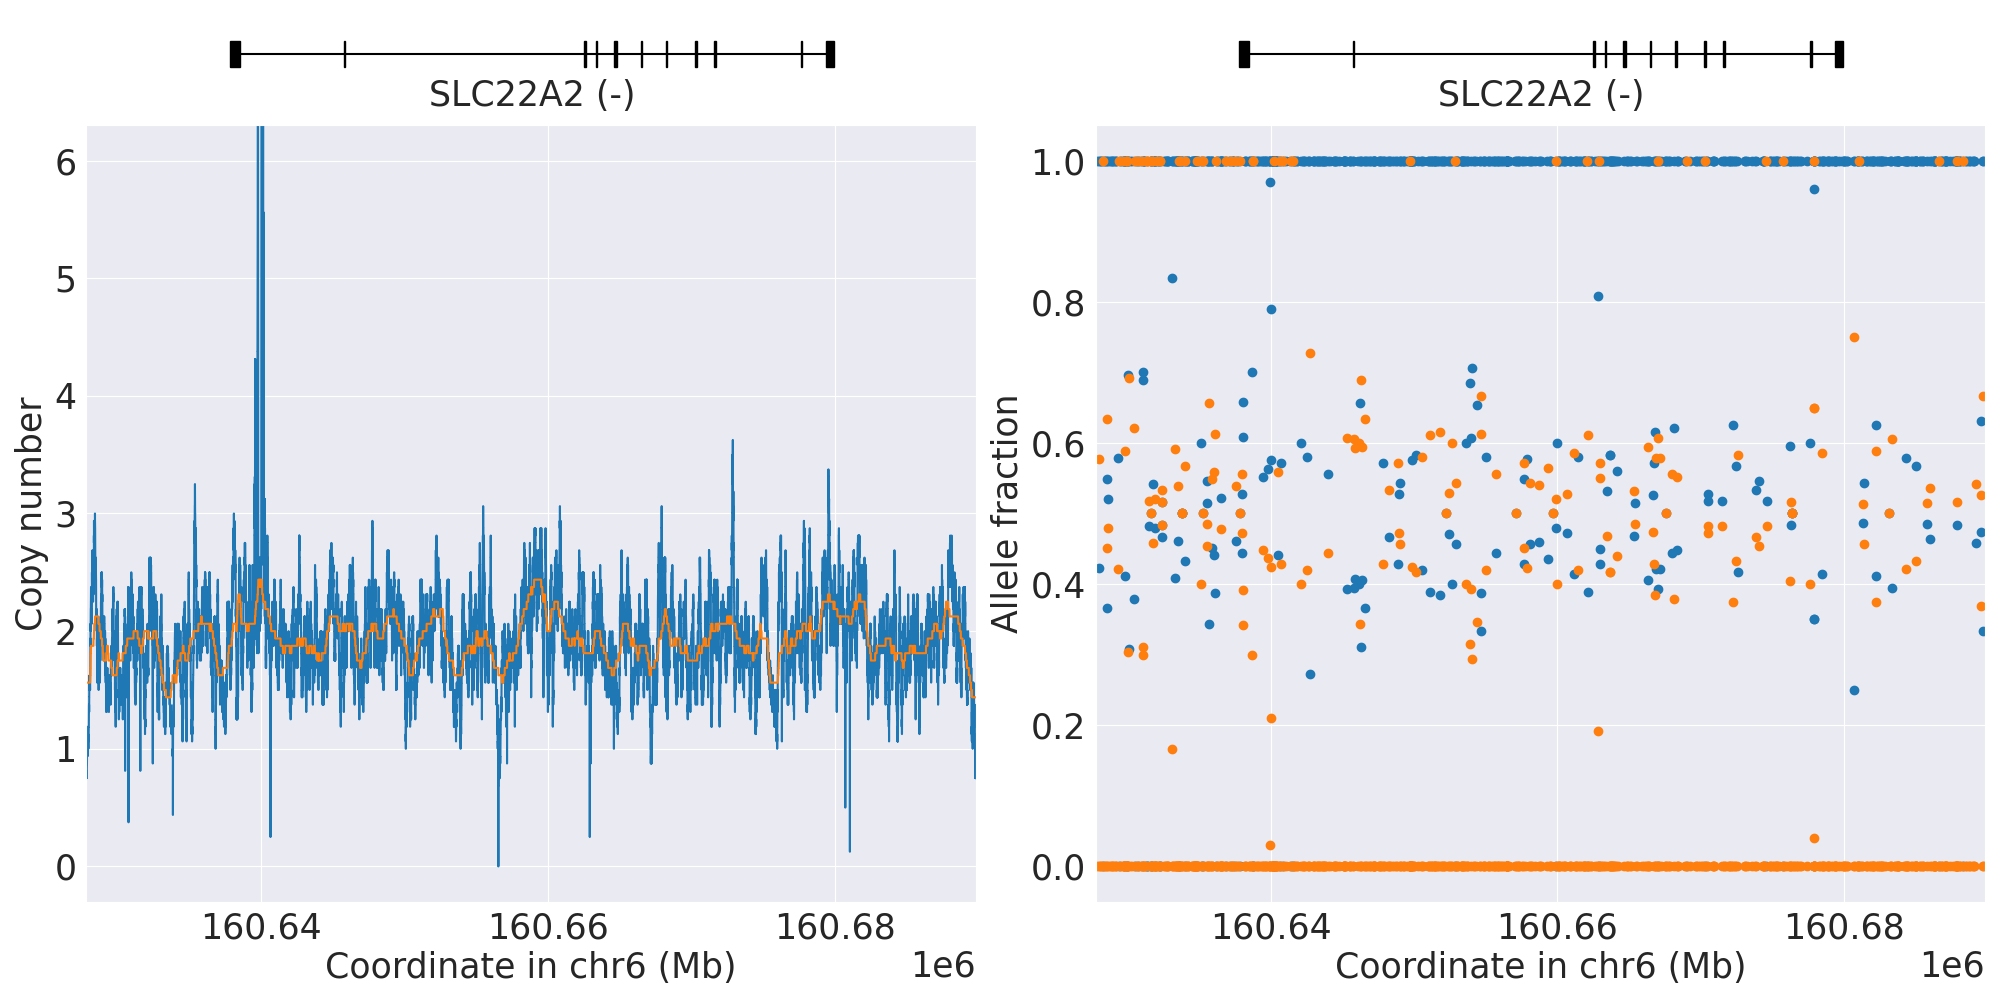 SLC22A2 (-)
6
5
4
3
2
1
0
Copy number
160.64 160.66 160.68
Coordinate in chr6 (Mb)
1e6
SLC22A2 (-)
1.0
0.8
0.6
0.4
0.2
0.0
Allele fraction
160.64 160.66 160.68
Coordinate in chr6 (Mb)
1e6